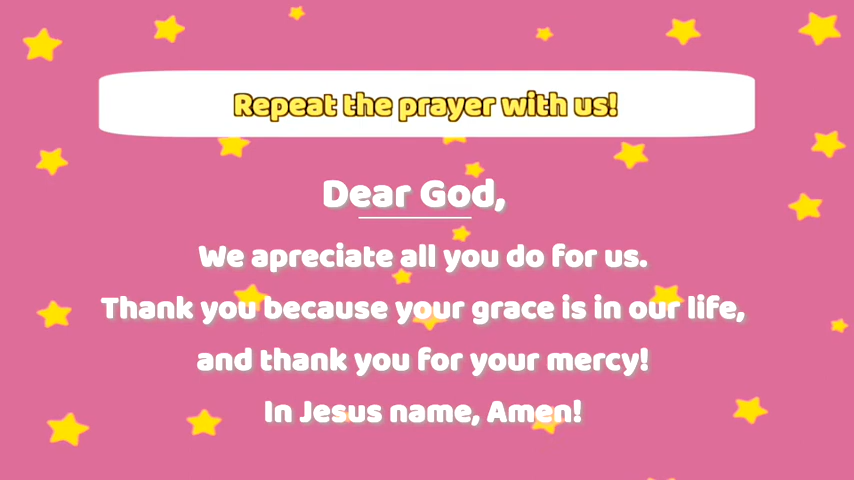 Repeat the prayer with us!
Dear God,
We apreciate all you do for us.
Thank you because your grace is in our life,
and thank you for your mercy!
In Jesus name, Amen!